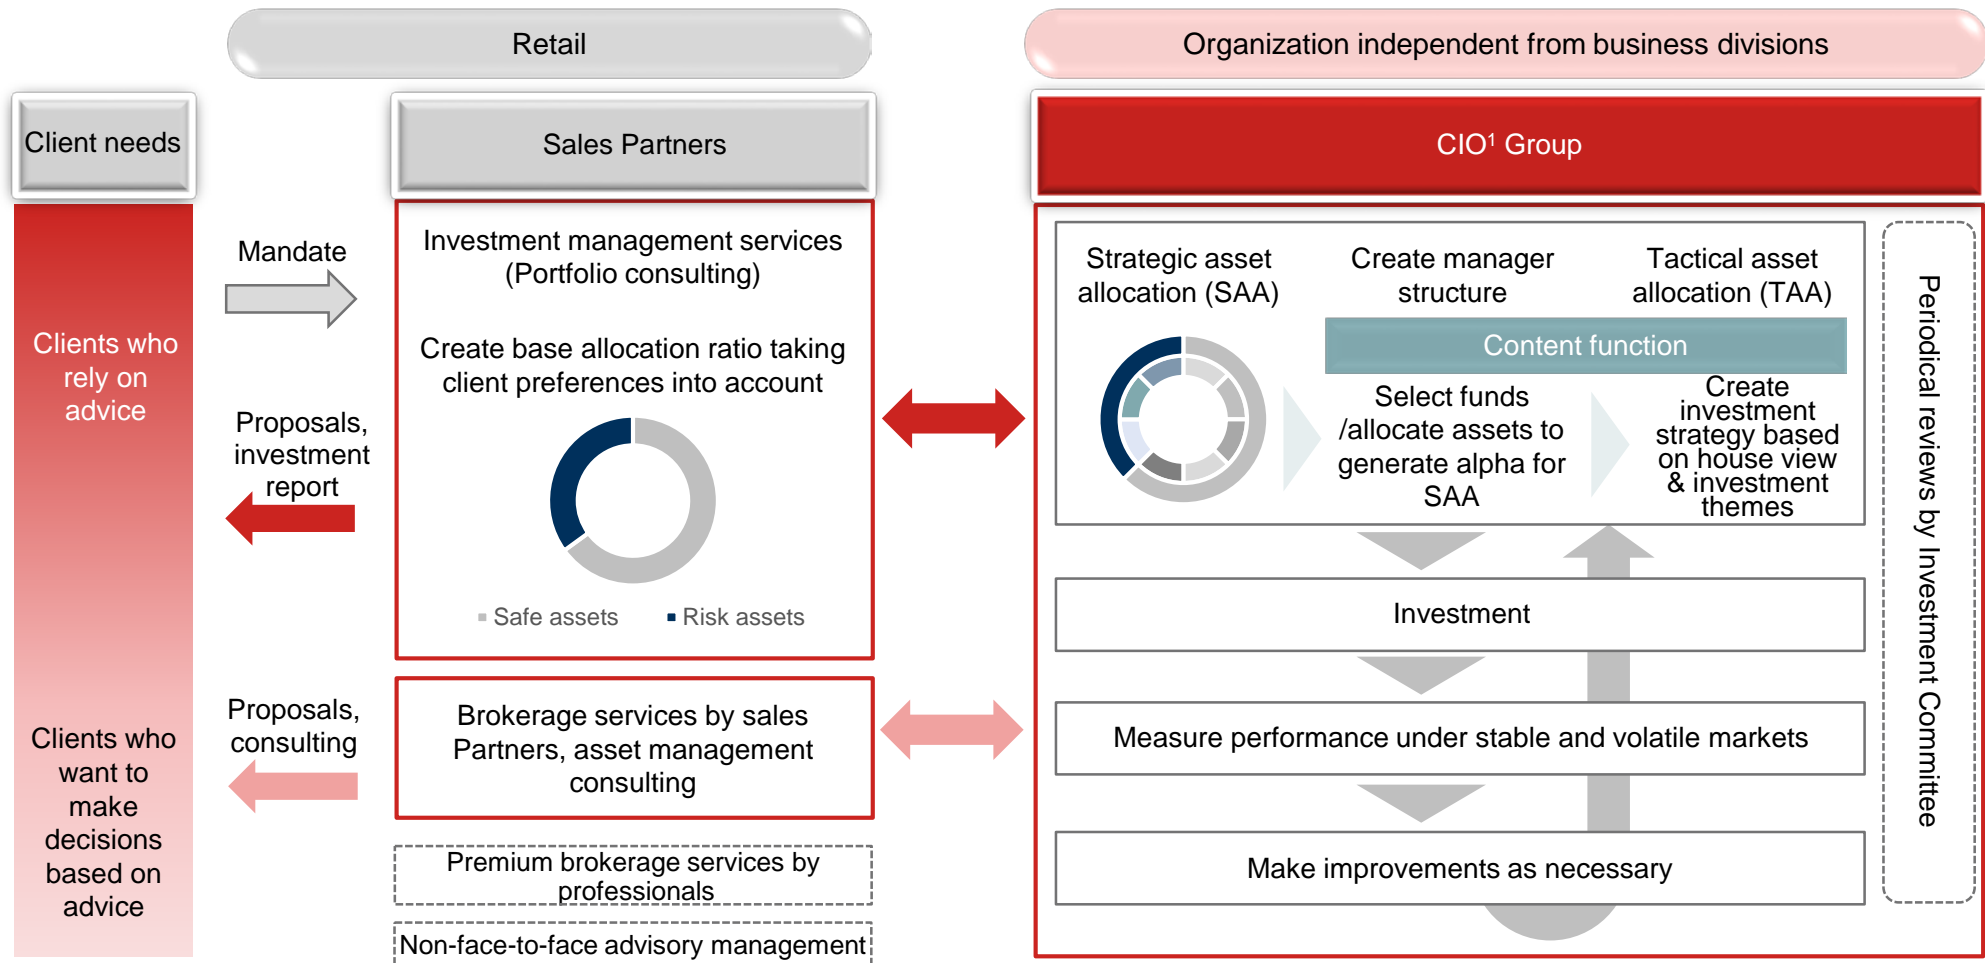 Retail
Organization independent from business divisions
Client needs
Sales Partners
CIO¹ Group
Clients who
rely on
advice
Clients who
want to
make
decisions
based on
advice
Mandate
Proposals,
investment
report
Proposals,
consulting
Investment management services
(Portfolio consulting)
Create base allocation ratio taking
client preferences into account
Safe assets
Risk assets
Brokerage services by sales
Partners, asset management
consulting
Premium brokerage services by
professionals
Non-face-to-face advisory management
Strategic asset
allocation (SAA)
Create manager
structure
Tactical asset
allocation (TAA)
Content function
Select funds
/allocate assets to
generate alpha for
SAA
Create
investment
strategy based
on house view
& investment
themes
Investment
Measure performance under stable and volatile markets
Make improvements as necessary
Periodical reviews by Investment Committee